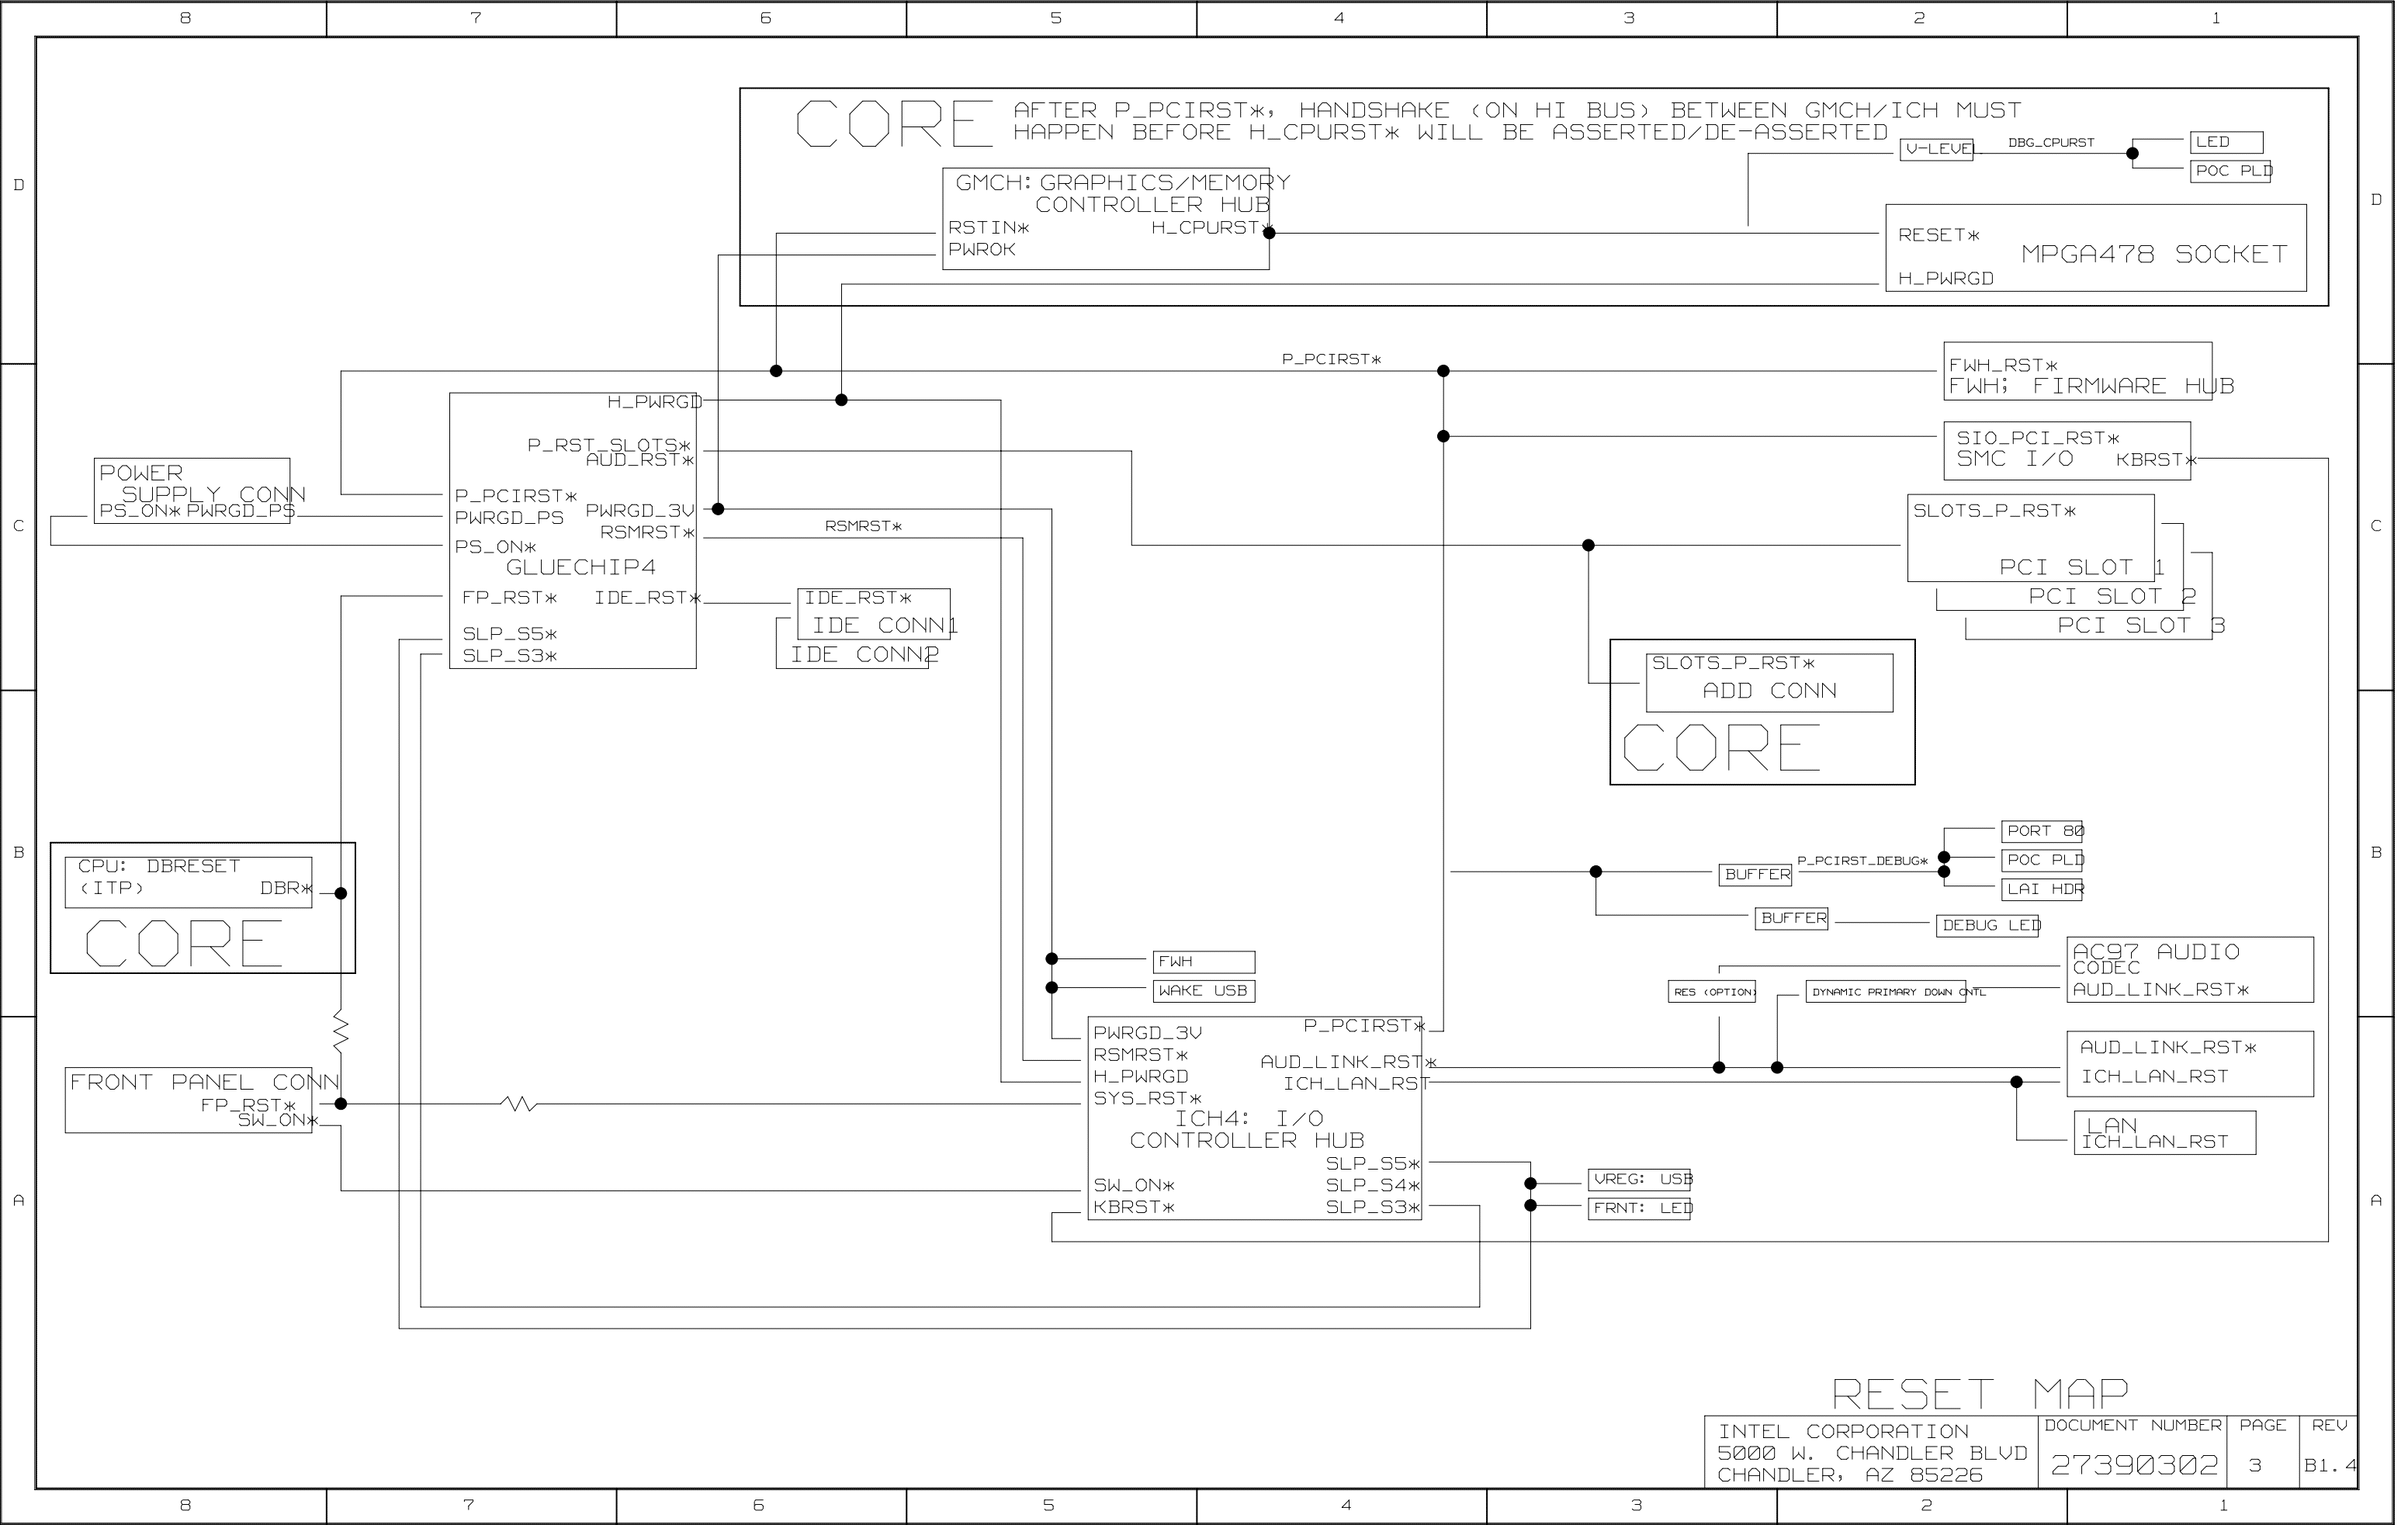 8 7 6 5 4 3 2 1
CORE
AFTER P_PCIRST*, HANDSHAKE (ON HI BUS) BETWEEN GMCH/ICH MUST
HAPPEN BEFORE H_CPURST* WILL BE ASSERTED/DE-ASSERTED
V-LEVEL
DBG_CPURST
LED
POC PLD
D
D
GMCH: GRAPHICS/MEMORY
CONTROLLER HUB
RSTIN*
H_CPURST*
PWROK
RESET*
MPGA478 SOCKET
H_PWRGD
P_PCIRST*
FWH_RST*
FWH; FIRMWARE HUB
H_PWRGD
P_RST_SLOTS*
AUD_RST*
P_PCIRST*
PWRGD_3V
PWRGD_PS
RSMRST*
PS_ON*
GLUECHIP4
FP_RST*
IDE_RST*
SLP_S5*
SLP_S3*
RSMRST*
SIO_PCI_RST*
SMC I/O
KBRST*
POWER
SUPPLY CONN
PS_ON* PWRGD_PS
C
C
SLOTS_P_RST*
PCI SLOT 1
PCI SLOT 2
PCI SLOT 3
IDE_RST*
IDE CONN1
IDE CONN2
SLOTS_P_RST*
ADD CONN
CORE
B
B
CPU: DBRESET
(ITP)
DBR*
CORE
PORT 80
P_PCIRST_DEBUG*
POC PLD
BUFFER
LAI HDR
BUFFER
DEBUG LED
FWH
WAKE USB
AC97 AUDIO
CODEC
AUD_LINK_RST*
RES (OPTION)
DYNAMIC PRIMARY DOWN CNTL
PWRGD_3V
P_PCIRST*
RSMRST*
AUD_LINK_RST*
H_PWRGD
ICH_LAN_RST
SYS_RST*
ICH4: I/O
CONTROLLER HUB
SLP_S5*
SW_ON*
SLP_S4*
KBRST*
SLP_S3*
AUD_LINK_RST*
ICH_LAN_RST
LAN
ICH_LAN_RST
FRONT PANEL CONN
FP_RST*
SW_ON*
VREG: USB
FRNT: LED
A
A
RESET MAP
INTEL CORPORATION
5000 W. CHANDLER BLVD
CHANDLER, AZ 85226
DOCUMENT NUMBER
27390302
PAGE
3
REV
B1.4
8 7 6 5 4 3 2 1